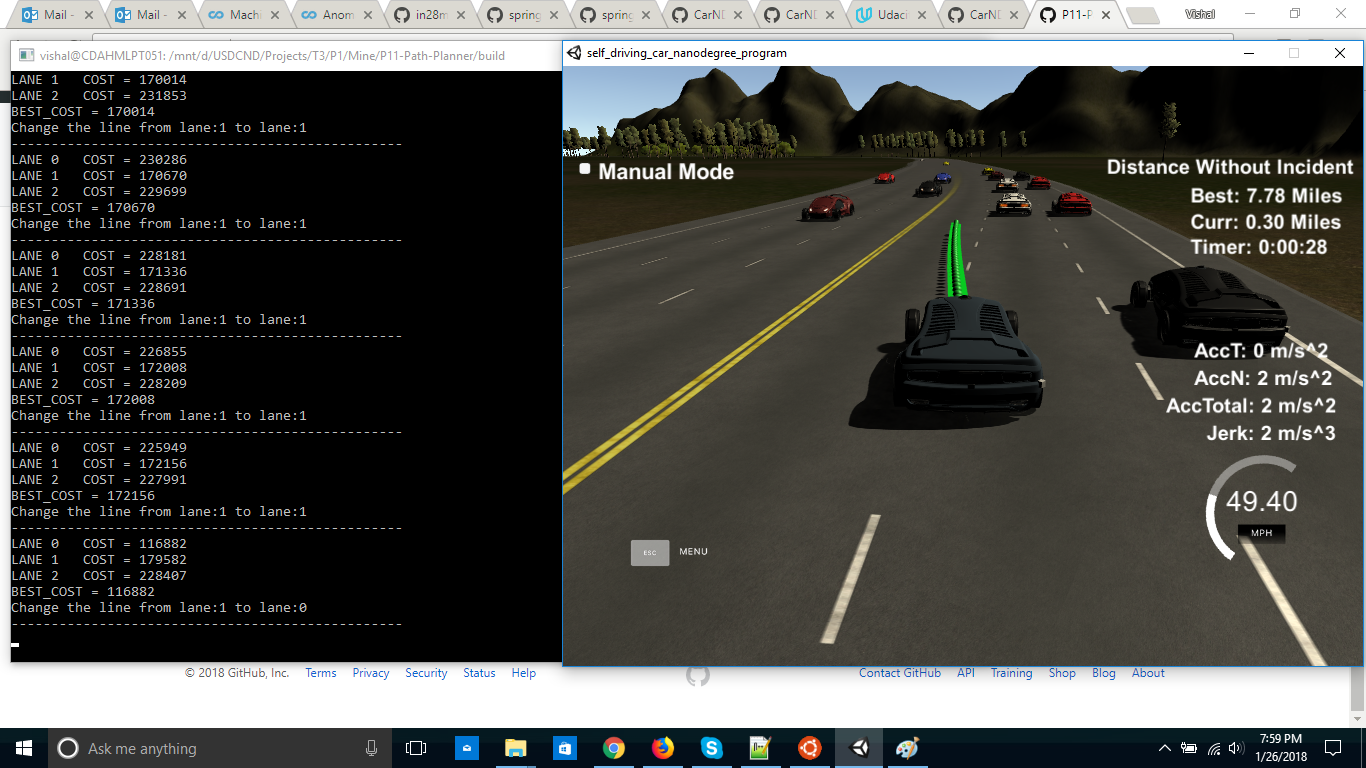 Mail -
Mail -
Machi
Anom
in28m
spring
spring
CarND
CarND
Udaci
CarND
P11-P
Vishal
vishal@CDAHMLPT051: /mnt/d/USDCND/Projects/T3/P1/Mine/P11-Path-Planner/build
LANE 1 COST = 170014
LANE 2 COST = 231853
BEST_COST = 170014
Change the line from lane:1 to lane:1
------------------------------------------------
LANE 0 COST = 230286
LANE 1 COST = 170670
LANE 2 COST = 229699
BEST_COST = 170670
Change the line from lane:1 to lane:1
------------------------------------------------
LANE 0 COST = 228181
LANE 1 COST = 171336
LANE 2 COST = 228691
BEST_COST = 171336
Change the line from lane:1 to lane:1
------------------------------------------------
LANE 0 COST = 226855
LANE 1 COST = 172008
LANE 2 COST = 228209
BEST_COST = 172008
Change the line from lane:1 to lane:1
------------------------------------------------
LANE 0 COST = 225949
LANE 1 COST = 172156
LANE 2 COST = 227991
BEST_COST = 172156
Change the line from lane:1 to lane:1
------------------------------------------------
LANE 0 COST = 116882
LANE 1 COST = 179582
LANE 2 COST = 228407
BEST_COST = 116882
Change the line from lane:1 to lane:0
------------------------------------------------
self_driving_car_nanodegree_program
Manual Mode
Distance Without Incident
Best: 7.78 Miles
Curr: 0.30 Miles
Timer: 0:00:28
AccT: 0 m/s^2
AccN: 2 m/s^2
AccTotal: 2 m/s^2
Jerk: 2 m/s^3
49.40
MPH
ESC MENU
© 2018 GitHub, Inc. Terms Privacy Security Status Help
Contact GitHub API Training Shop Blog About
Ask me anything
7:59 PM
1/26/2018